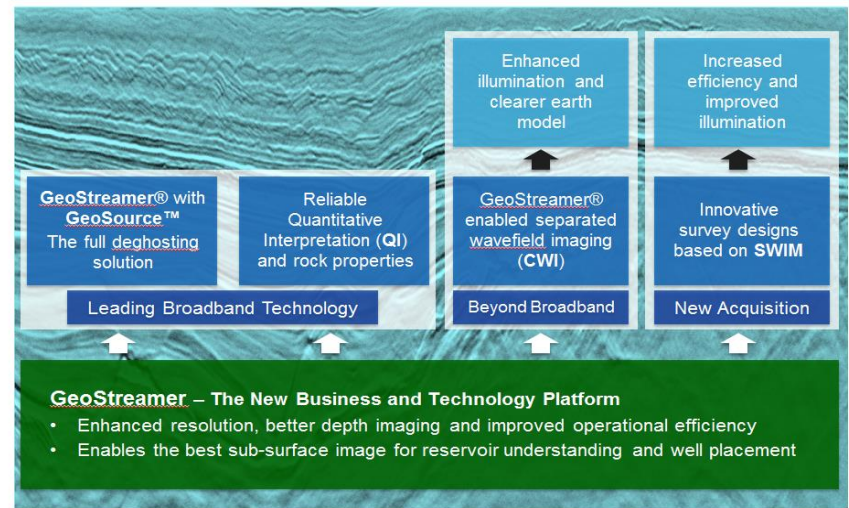 Enhanced
illumination and
clearer earth
model
Increased
efficiency and
improved
illumination
GeoStreamer® with
GeoSource™
The full deghosting
solution
Reliable
Quantitative
Interpretation (QI)
and rock properties
GeoStreamer®
enabled separated
wavefield imaging
(CWI)
Innovative
survey designs
based on SWIM
Leading Broadband Technology
Beyond Broadband
New Acquisition
GeoStreamer – The New Business and Technology Platform
• Enhanced resolution, better depth imaging and improved operational efficiency
• Enables the best sub-surface image for reservoir understanding and well placement